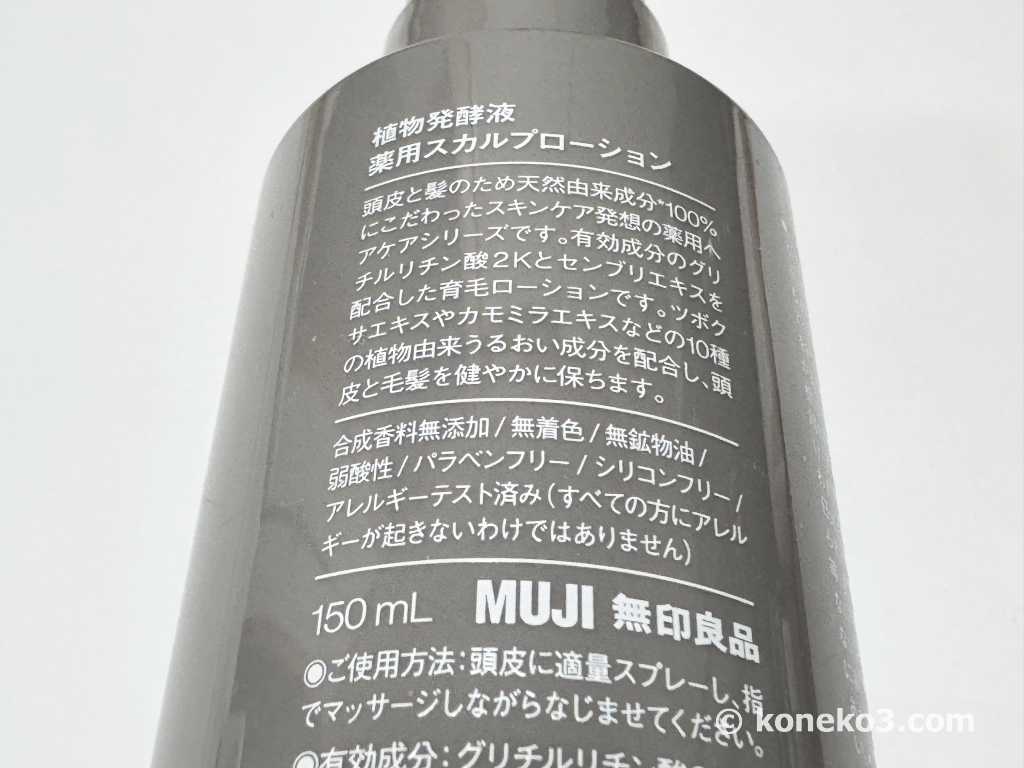 植物発酵液
薬用スカルプローション
頭皮と髪のため天然由来成分*100%
にこだわったスキンケア発想の薬用ヘ
アケアシリーズです。有効成分のグリ
チルリチン酸2Kとセンブリエキスを
配合した育毛ローションです。ツボク
サエキスやカモミラエキスなどの10種
の植物由来うるおい成分を配合し、頭
皮と毛髪を健やかに保ちます。
合成香料無添加/無着色/無鉱物油/
弱酸性/パラベンフリー/シリコンフリー/
アレルギーテスト済み(すべての方にアレル
ギーが起きないわけではありません)
150 mL MUJI 無印良品
◉ご使用方法:頭皮に適量スプレーし、指
でマッサージしながらなじませてください。
© koneko3.com
◉有効成分:グリチルリチン酸